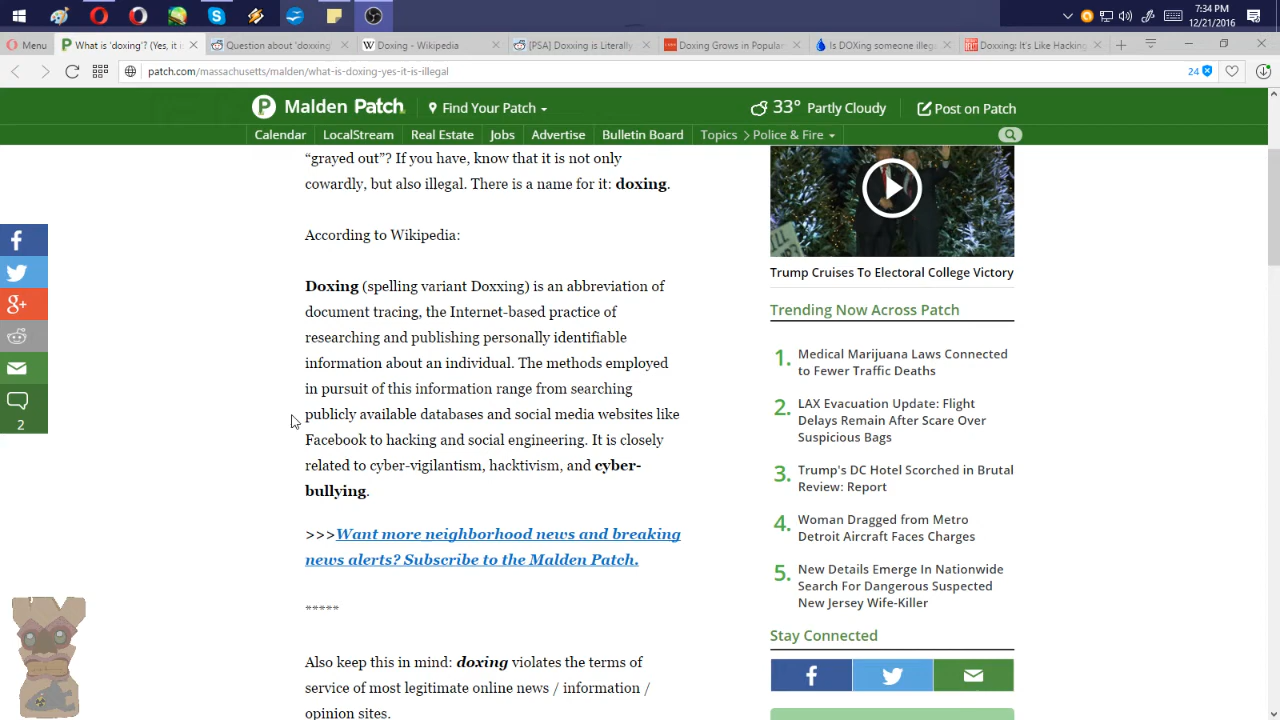 7:34 PM
12/21/2016
Menu
What is 'doxing'? (Yes, it is
Question about 'doxxing'
Doxing - Wikipedia
[PSA] Doxxing is Literally
Doxing Grows in Popular
Is DOXing someone illega
Doxxing: It's Like Hacking
patch.com/massachusetts/malden/what-is-doxing-yes-it-is-illegal
24
Malden Patch
Find Your Patch
33° Partly Cloudy
Post on Patch
Calendar LocalStream Real Estate Jobs Advertise Bulletin Board Topics > Police & Fire
"grayed out"? If you have, know that it is not only
cowardly, but also illegal. There is a name for it: doxing.
According to Wikipedia:
Doxing (spelling variant Doxxing) is an abbreviation of
document tracing, the Internet-based practice of
researching and publishing personally identifiable
information about an individual. The methods employed
in pursuit of this information range from searching
publicly available databases and social media websites like
Facebook to hacking and social engineering. It is closely
related to cyber-vigilantism, hacktivism, and cyber-
bullying.
>>>Want more neighborhood news and breaking
news alerts? Subscribe to the Malden Patch.
*****
Also keep this in mind: doxing violates the terms of
service of most legitimate online news / information /
opinion sites.
2
Trump Cruises To Electoral College Victory
Trending Now Across Patch
1. Medical Marijuana Laws Connected
to Fewer Traffic Deaths
2. LAX Evacuation Update: Flight
Delays Remain After Scare Over
Suspicious Bags
3. Trump's DC Hotel Scorched in Brutal
Review: Report
4. Woman Dragged from Metro
Detroit Aircraft Faces Charges
5. New Details Emerge In Nationwide
Search For Dangerous Suspected
New Jersey Wife-Killer
Stay Connected